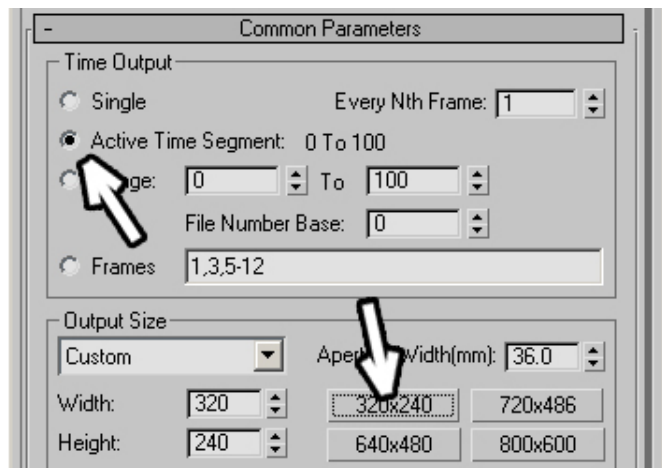 - Common Parameters
Time Output
Single Every Nth Frame: 1
Active Time Segment: 0 To 100
0 To 100
File Number Base: 0
Frames 1,3,5-12
Output Size
Custom Width(mm): 36.0
Width: 320 320x240 720x486
Height: 240 640x480 800x600